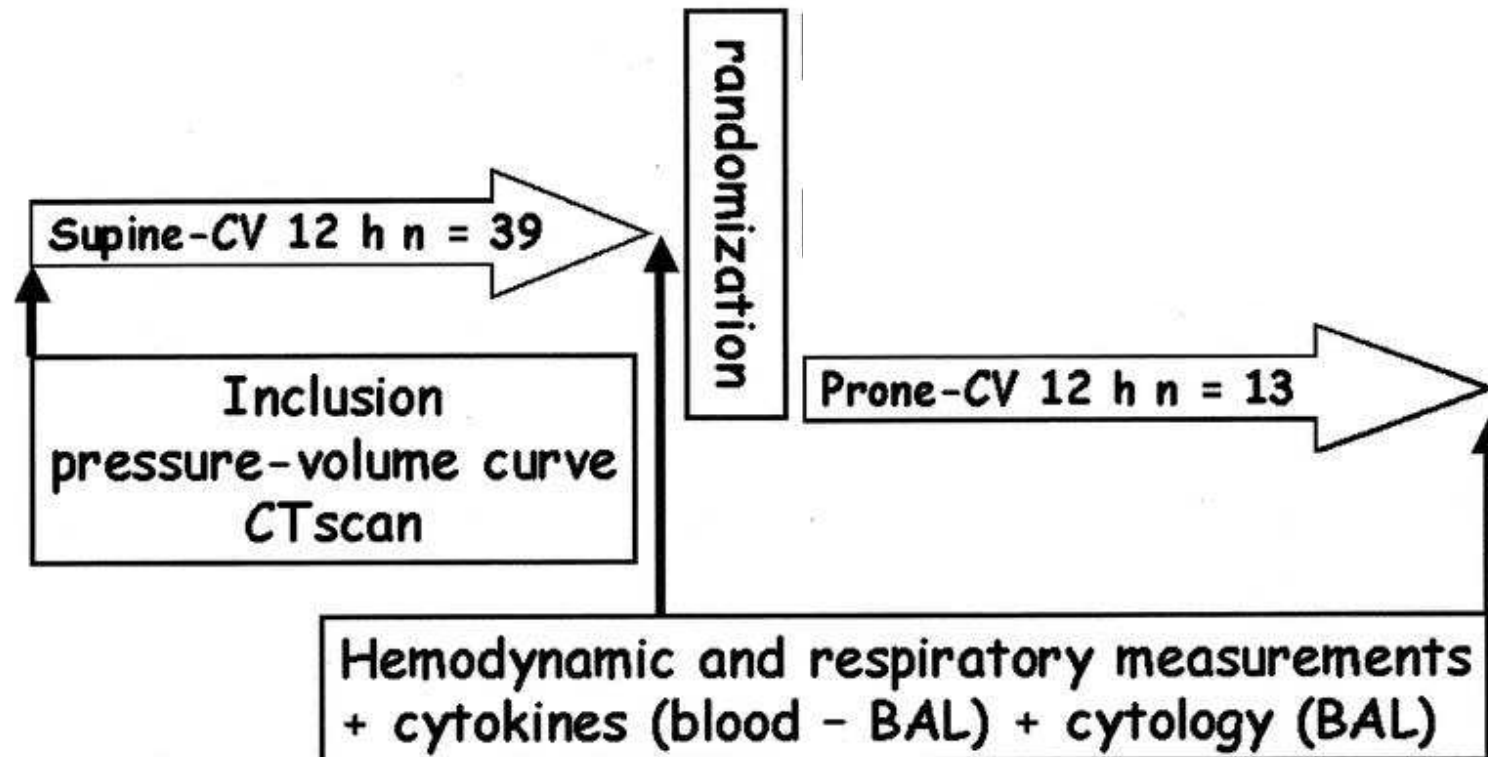 randomization
Supine-CV 12 h n = 39
Inclusion
pressure-volume curve
CTscan
Prone-CV 12 h n = 13
Hemodynamic and respiratory measurements
+ cytokines (blood - BAL) + cytology (BAL)